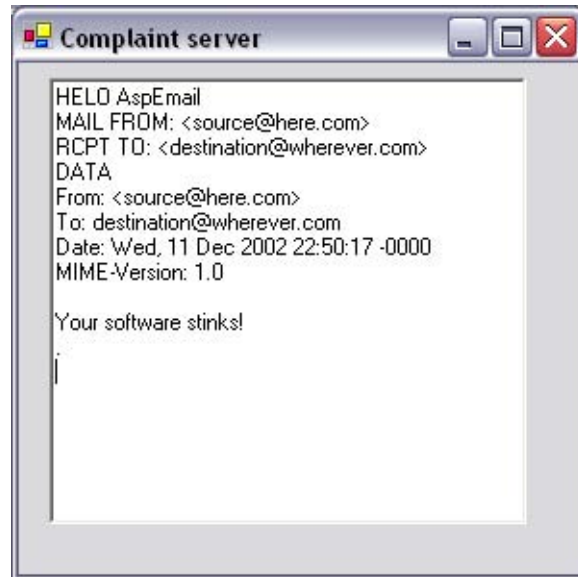 Complaint server
HELO AspEmail
MAIL FROM: <source@here.com>
RCPT TO: <destination@wherever.com>
DATA
From: <source@here.com>
To: destination@wherever.com
Date: Wed, 11 Dec 2002 22:50:17 -0000
MIME-Version: 1.0

Your software stinks!
.